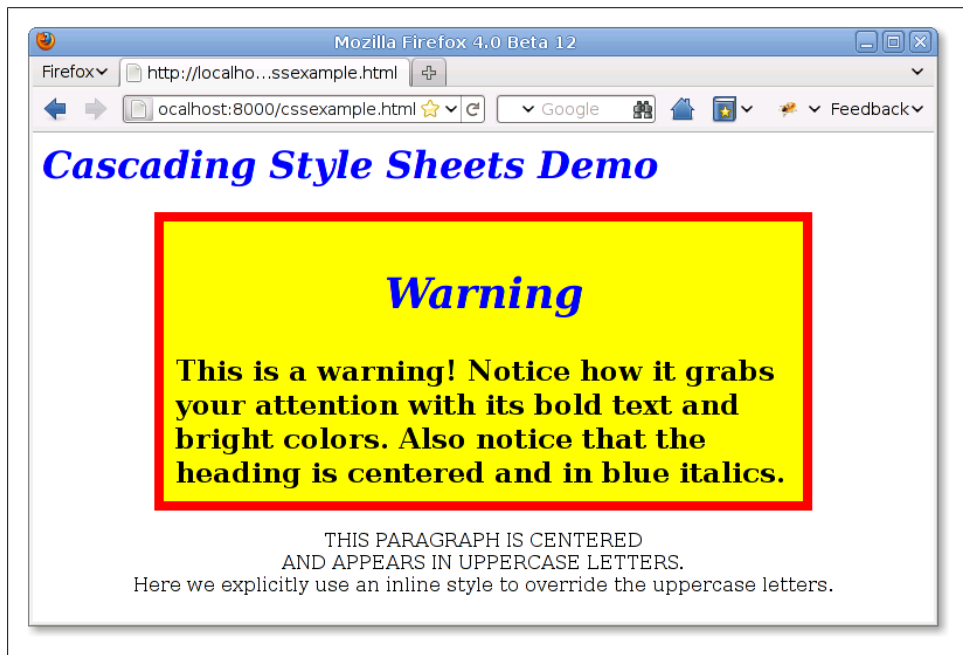 Mozilla Firefox 4.0 Beta 12
Firefox
http://localho...ssexample.html
ocalhost:8000/cssexample.html
Google
Feedback
Cascading Style Sheets Demo
Warning
This is a warning! Notice how it grabs
your attention with its bold text and
bright colors. Also notice that the
heading is centered and in blue italics.
THIS PARAGRAPH IS CENTERED
AND APPEARS IN UPPERCASE LETTERS.
Here we explicitly use an inline style to override the uppercase letters.